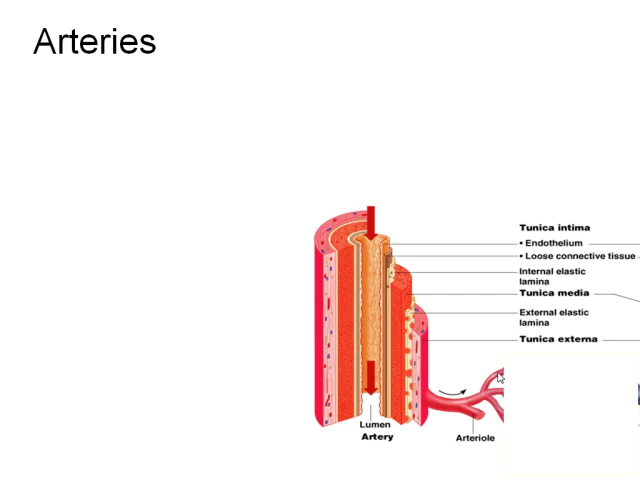 Arteries
Tunica intima
• Endothelium
• Loose connective tissue
Internal elastic
lamina
Tunica media
External elastic
lamina
Tunica externa
Lumen
Artery
Arteriole